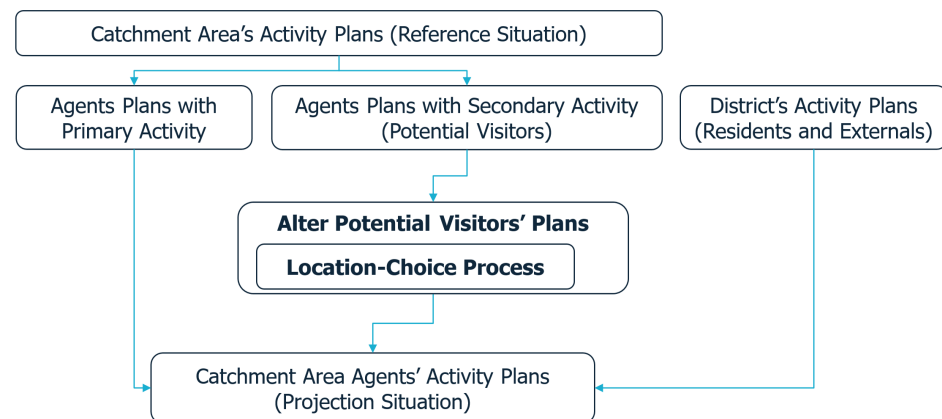 Catchment Area's Activity Plans (Reference Situation)
Agents Plans with
Primary Activity
Agents Plans with Secondary Activity
(Potential Visitors)
District's Activity Plans
(Residents and Externals)
Alter Potential Visitors' Plans
Location-Choice Process
Catchment Area Agents' Activity Plans
(Projection Situation)